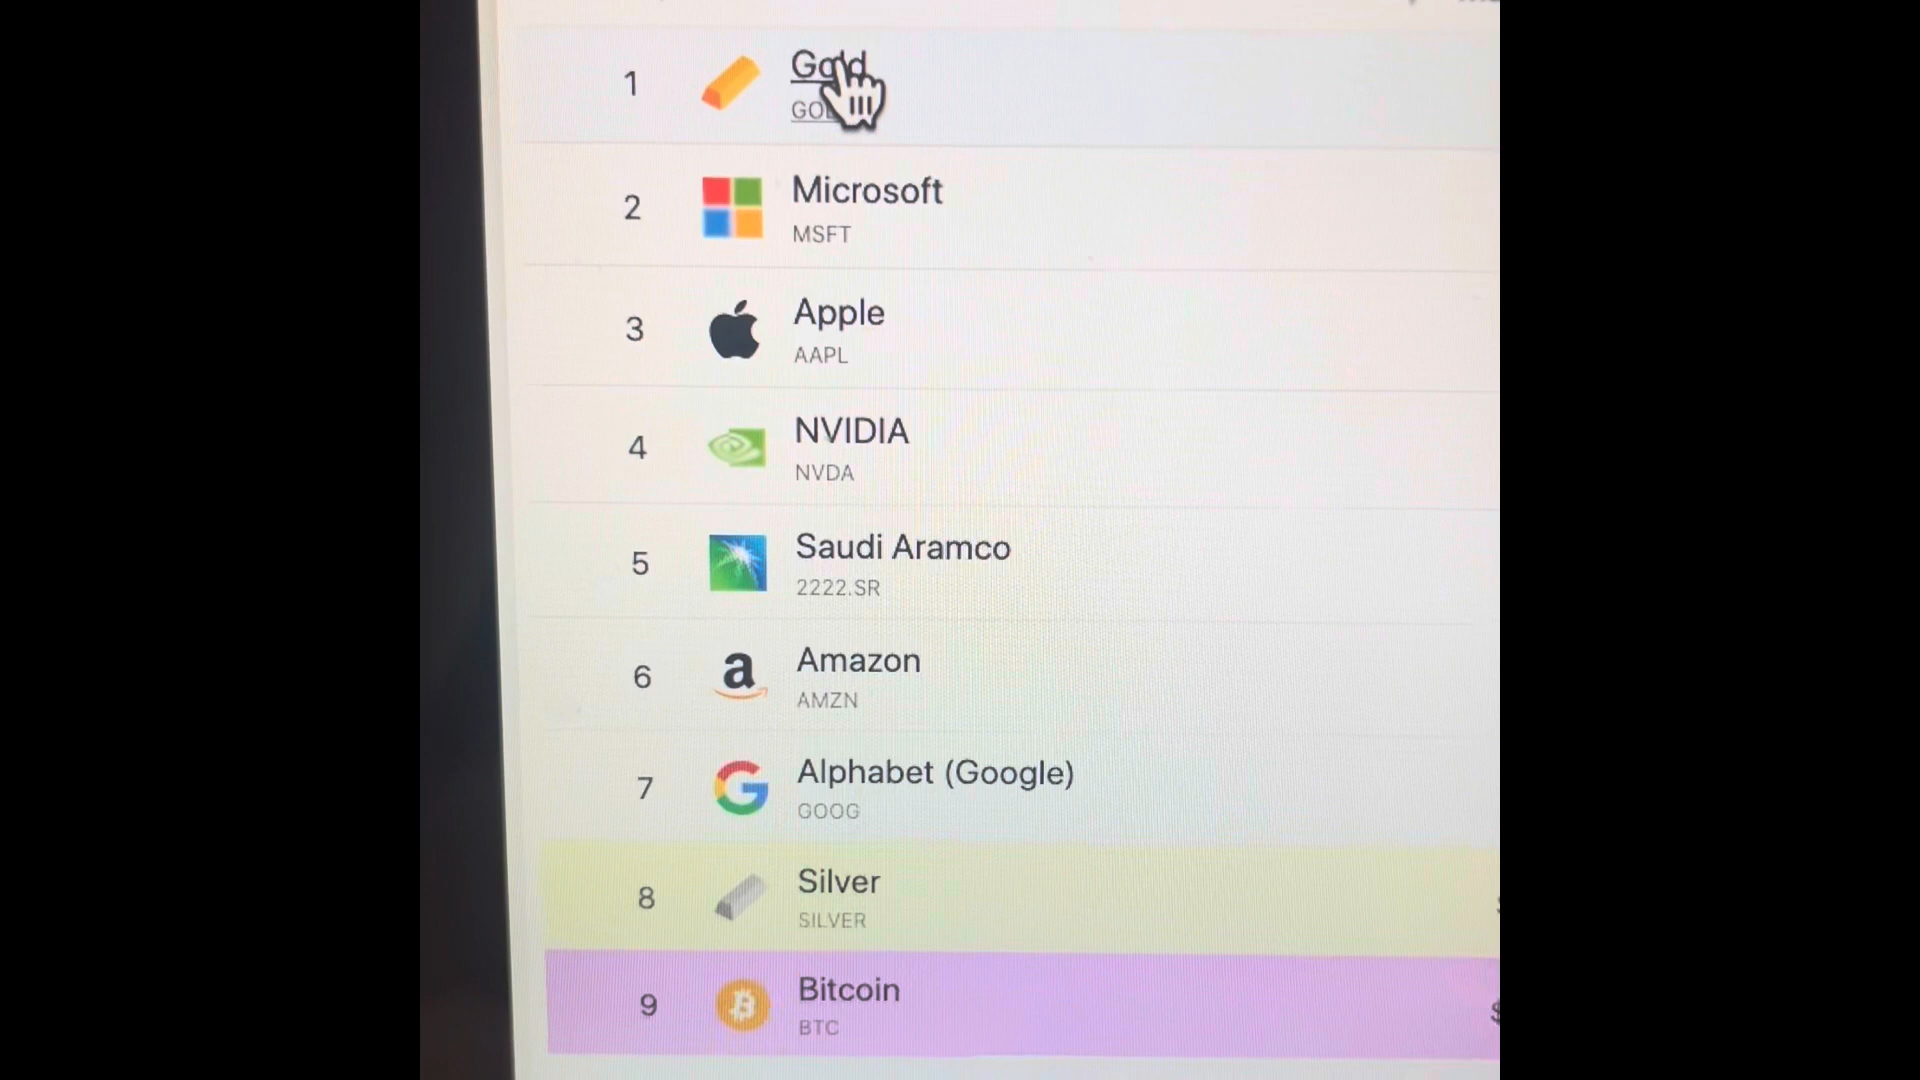 1
Gold
2
Microsoft
MSFT
3
Apple
AAPL
4
NVIDIA
NVDA
5
Saudi Aramco
2222.SR
6
Amazon
AMZN
7
Alphabet (Google)
GOOG
8
Silver
SILVER
9
Bitcoin
BTC
$